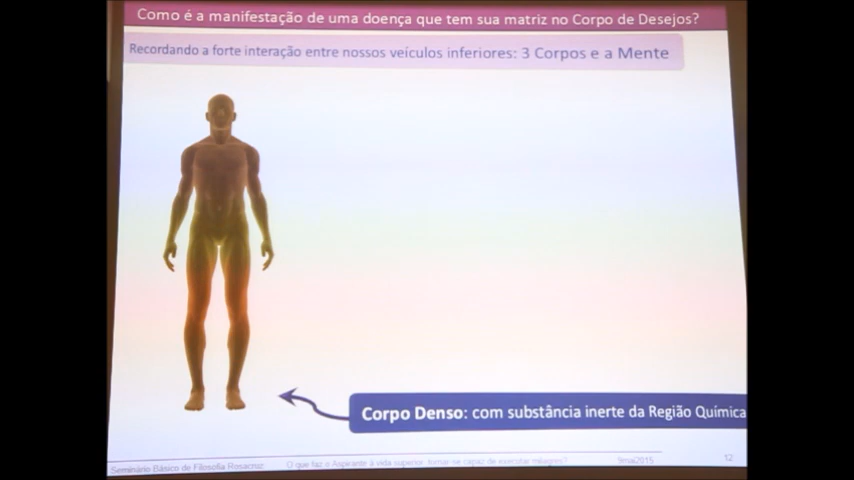 Como é a manifestação de uma doença que tem sua matriz no Corpo de Desejos?
Recordando a forte interação entre nossos veículos inferiores: 3 Corpos e a Mente
Corpo Denso: com substância inerte da Região Química
Seminário Básico de Filosofia Rosacruz O que faz o Aspirante à vida superior tornar-se capaz de executar milagres? 9mai2015 12